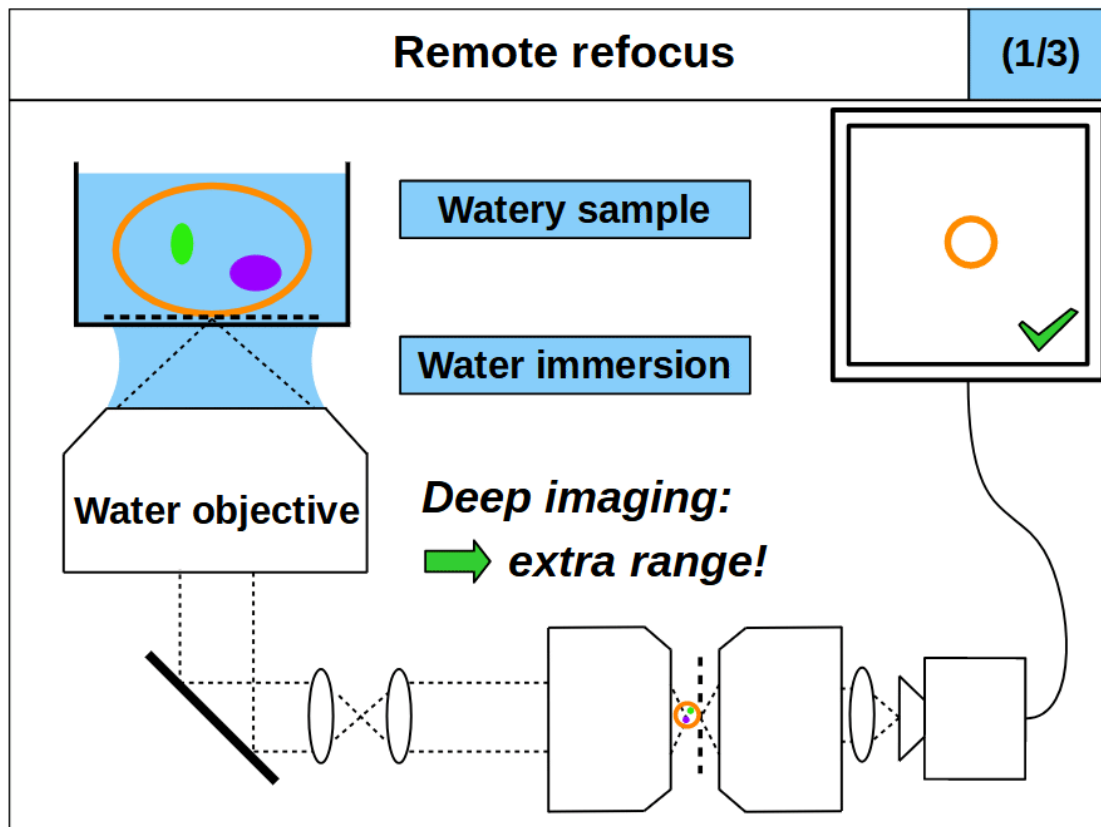 Remote refocus
(1/3)
Watery sample
Water immersion
Water objective
Deep imaging:
extra range!